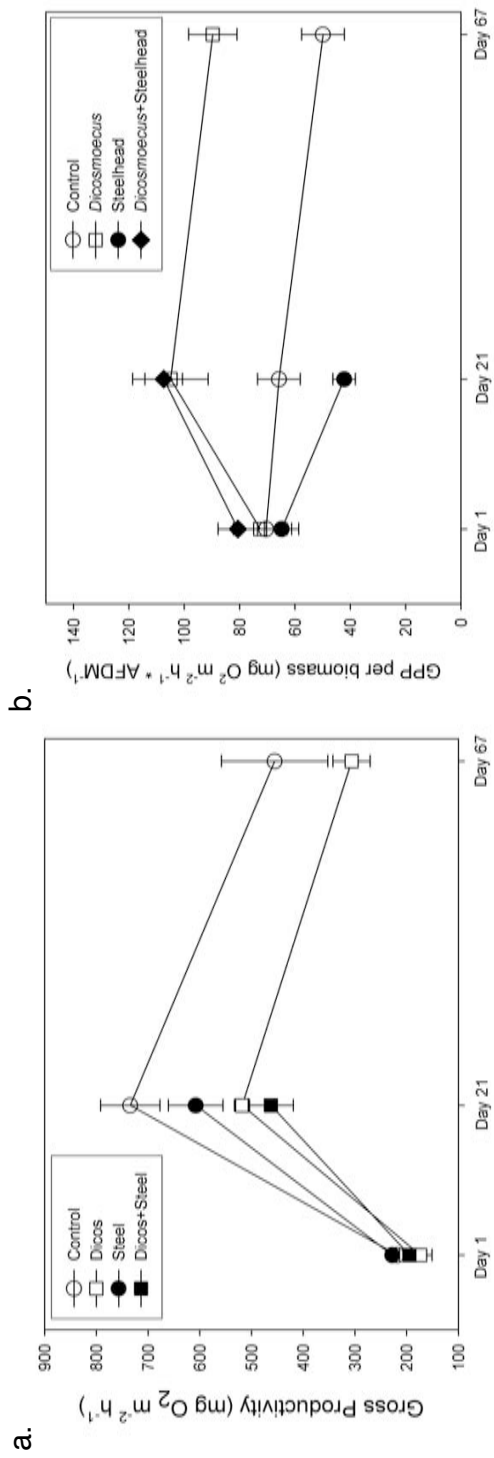 a.
Gross Productivity (mg O₂ m⁻² h⁻¹)
900
800
700
600
500
400
300
200
100
Control
Dicos
Steel
Dicos+Steel
Day 1
Day 21
Day 67
b.
GPP per biomass (mg O² m⁻² h⁻¹ * AFDM⁻¹)
140
120
100
80
60
40
20
0
Control
Dicosmoecus
Steelhead
Dicosmoecus+Steelhead
Day 1
Day 21
Day 67